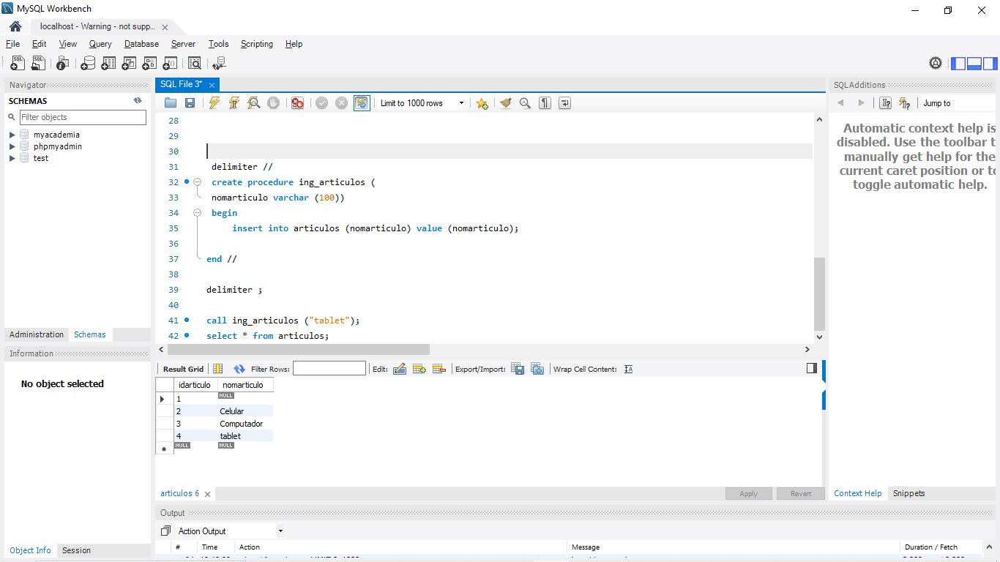 MySQL Workbench
localhost - Warning - not supp...
File Edit View Query Database Server Tools Scripting Help
Navigator
SCHEMAS
Filter objects
myacademia
phpmyadmin
test
Administration Schemas
Information
No object selected
Object Info Session
SQL File 3*
Limit to 1000 rows
28
29
30
31 delimiter //
32 create procedure ing_articulos (
33 nomarticulo varchar (100))
34 begin
35 insert into articulos (nomarticulo) value (nomarticulo);
36
37 end //
38
39 delimiter ;
40
41 call ing_articulos ("tablet");
42 select * from articulos;
Result Grid Filter Rows: Edit: Export/Import: Wrap Cell Content:
idarticulo nomarticulo
1 NULL
2 Celular
3 Computador
4 tablet
NULL NULL
articulos 6 Apply Revert
Output
Action Output
# Time Action Message Duration / Fetch
SQLAdditions
Jump to
Automatic context help is
disabled. Use the toolbar t
manually get help for the
current caret position or to
toggle automatic help.
Context Help Snippets